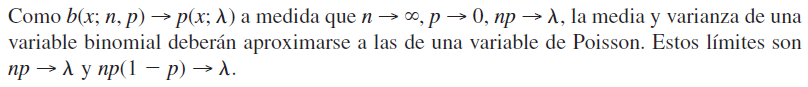 Como b(x; n, p) → p(x; λ) a medida que n → ∞, p → 0, np → λ, la media y varianza de una
variable binomial deberán aproximarse a las de una variable de Poisson. Estos límites son
np → λ y np(1 − p) → λ.